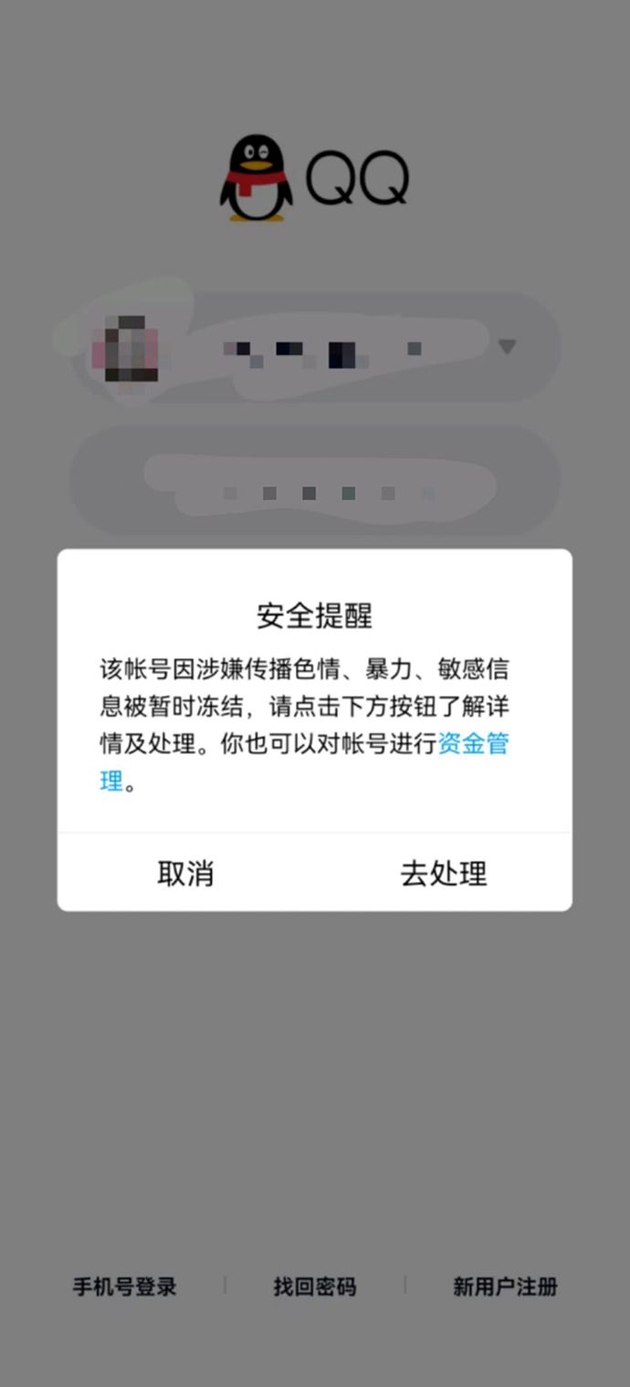 QQ
安全提醒
该帐号因涉嫌传播色情、暴力、敏感信
息被暂时冻结，请点击下方按钮了解详
情及处理。你也可以对帐号进行资金管
理。
取消 去处理
手机号登录 | 找回密码 | 新用户注册